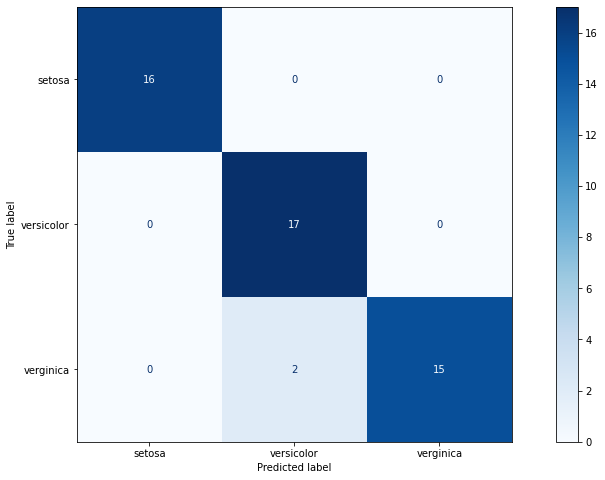 setosa 16 0 0
versicolor 0 17 0
verginica 0 2 15
setosa versicolor verginica
Predicted label
True label
16
14
12
10
8
6
4
2
0